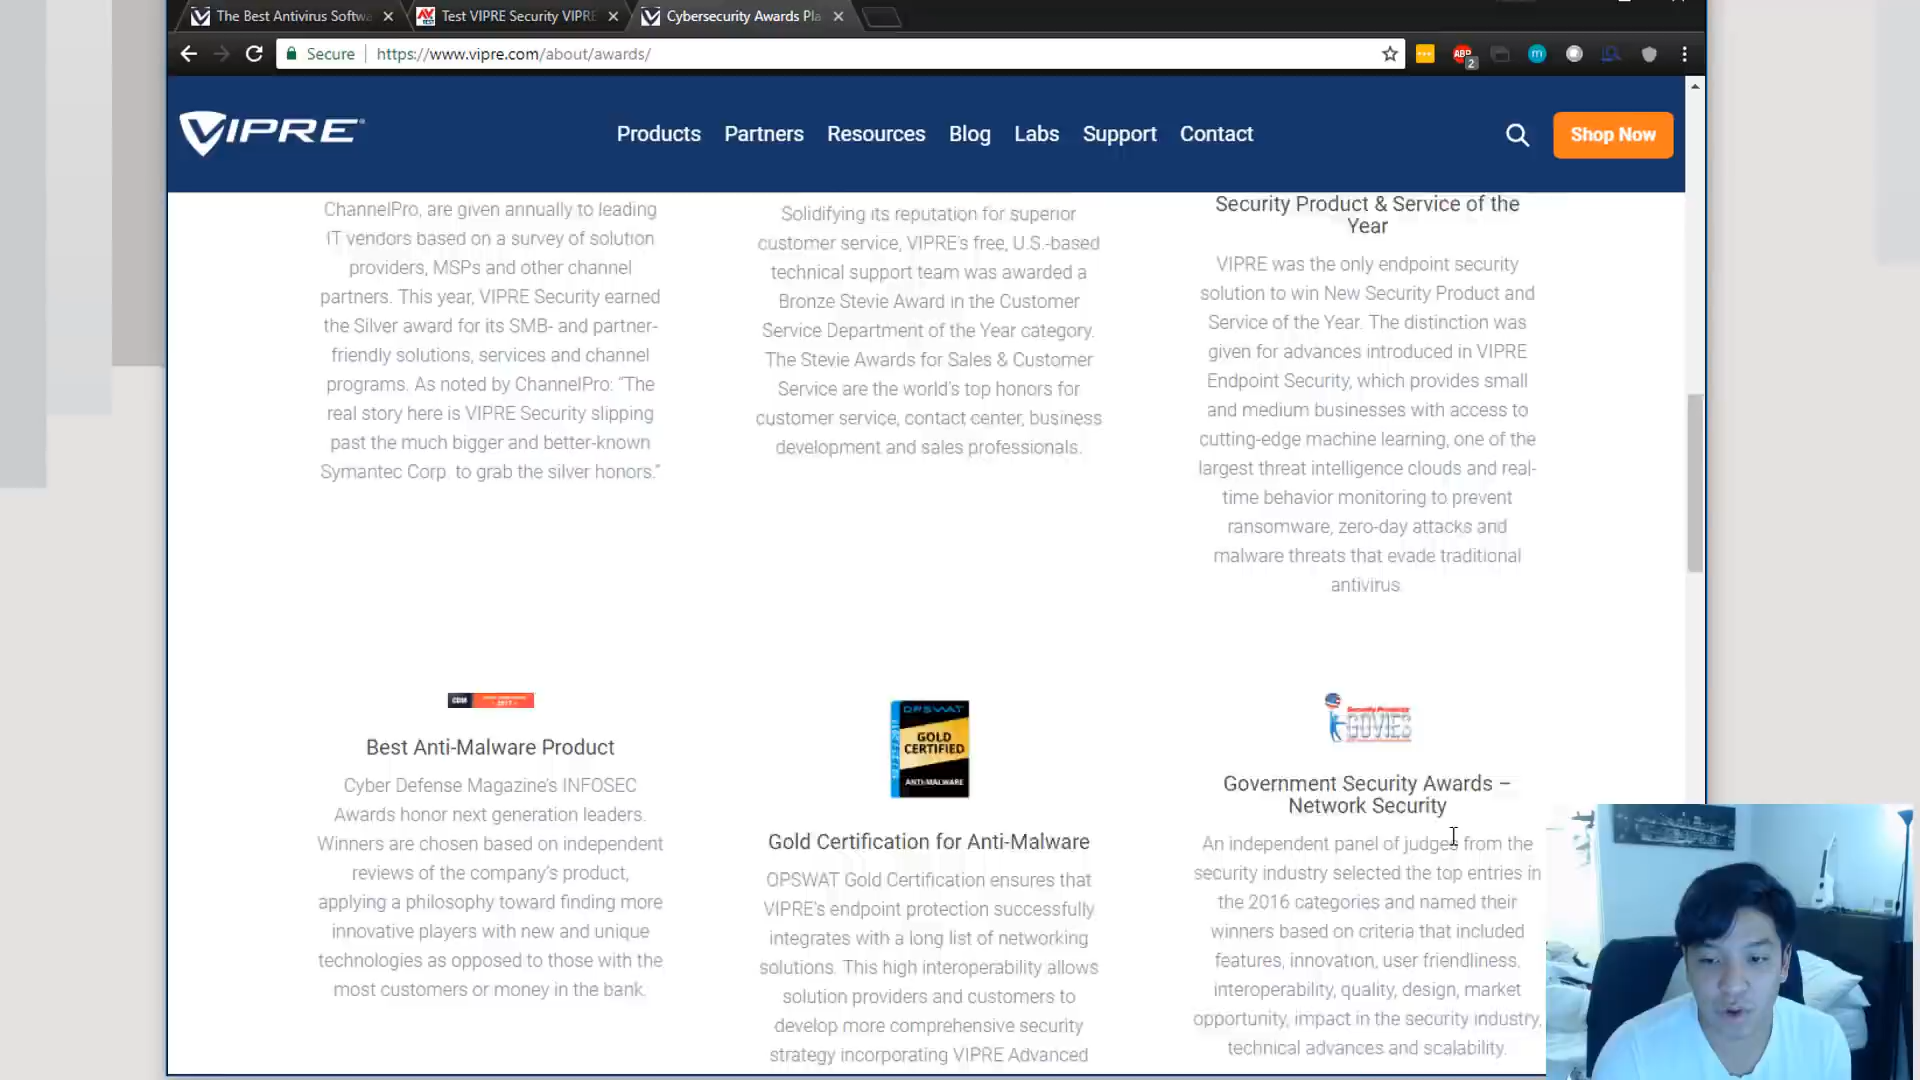 The Best Antivirus Softwa
Test VIPRE Security VIPRE
Cybersecurity Awards Pla
Secure
https://www.vipre.com/about/awards/
ABP
2
m
VIPRE
Products
Partners
Resources
Blog
Labs
Support
Contact
Shop Now
ChannelPro, are given annually to leading
IT vendors based on a survey of solution
providers, MSPs and other channel
partners. This year, VIPRE Security earned
the Silver award for its SMB- and partner-
friendly solutions, services and channel
programs. As noted by ChannelPro: “The
real story here is VIPRE Security slipping
past the much bigger and better-known
Symantec Corp. to grab the silver honors.”
Solidifying its reputation for superior
customer service, VIPRE’s free, U.S.-based
technical support team was awarded a
Bronze Stevie Award in the Customer
Service Department of the Year category.
The Stevie Awards for Sales & Customer
Service are the world’s top honors for
customer service, contact center, business
development and sales professionals.
Security Product & Service of the
Year
VIPRE was the only endpoint security
solution to win New Security Product and
Service of the Year. The distinction was
given for advances introduced in VIPRE
Endpoint Security, which provides small
and medium businesses with access to
cutting-edge machine learning, one of the
largest threat intelligence clouds and real-
time behavior monitoring to prevent
ransomware, zero-day attacks and
malware threats that evade traditional
antivirus.
Best Anti-Malware Product
Cyber Defense Magazine’s INFOSEC
Awards honor next generation leaders.
Winners are chosen based on independent
reviews of the company’s product,
applying a philosophy toward finding more
innovative players with new and unique
technologies as opposed to those with the
most customers or money in the bank.
OPSWAT
GOLD
CERTIFIED
ANTI-MALWARE
Gold Certification for Anti-Malware
OPSWAT Gold Certification ensures that
VIPRE’s endpoint protection successfully
integrates with a long list of networking
solutions. This high interoperability allows
solution providers and customers to
develop more comprehensive security
strategy incorporating VIPRE Advanced
GOVIES
Government Security Awards –
Network Security
An independent panel of judges from the
security industry selected the top entries in
the 2016 categories and named their
winners based on criteria that included
features, innovation, user friendliness,
interoperability, quality, design, market
opportunity, impact in the security industry,
technical advances and scalability.